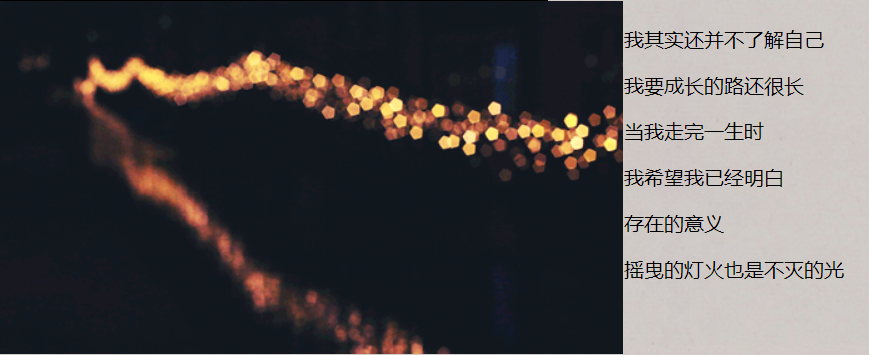 我其实还并不了解自己
我要成长的路还很长
当我走完一生时
我希望我已经明白
存在的意义
摇曳的灯火也是不灭的光